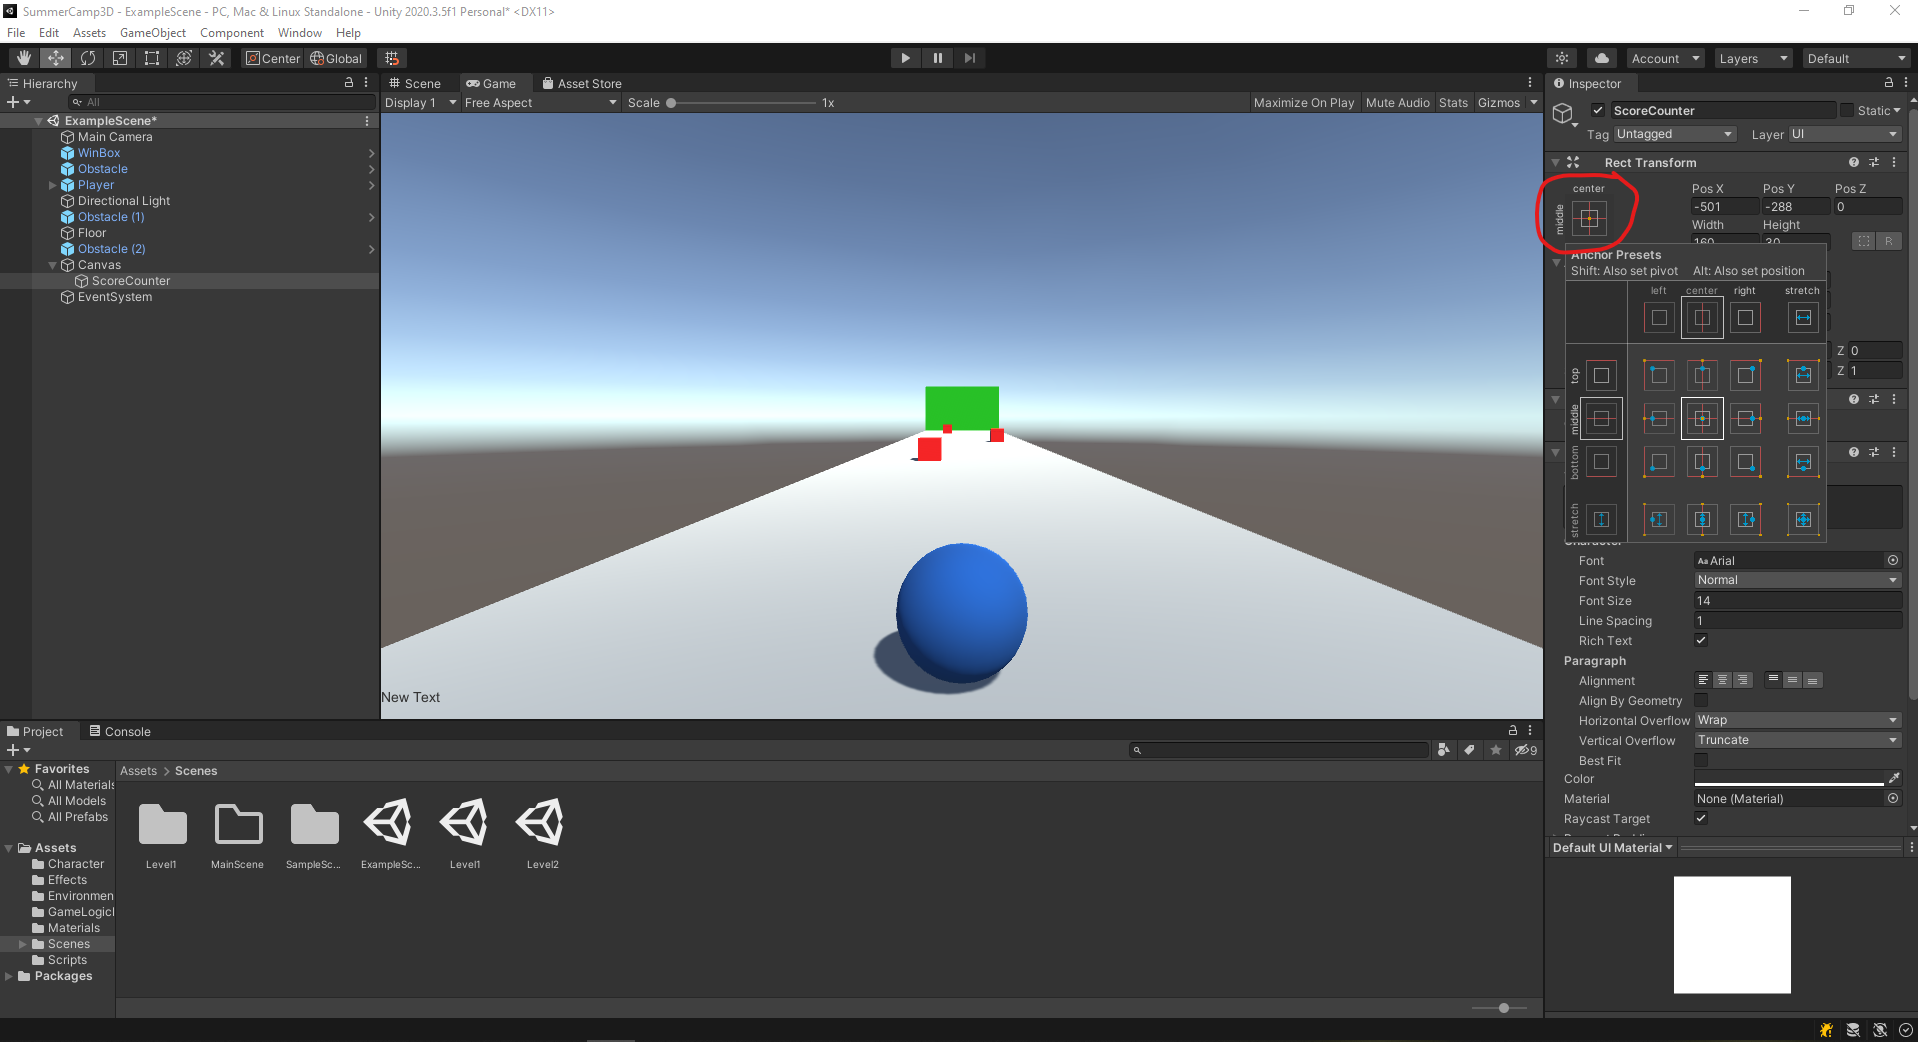 SummerCamp3D - ExampleScene - PC, Mac & Linux Standalone - Unity 2020.3.5f1 Personal* <DX11>
File Edit Assets GameObject Component Window Help
Center Global
Account Layers Default
Hierarchy
All
ExampleScene*
Main Camera
WinBox
Obstacle
Player
Directional Light
Obstacle (1)
Floor
Obstacle (2)
Canvas
ScoreCounter
EventSystem
Scene Game Asset Store
Display 1 Free Aspect Scale 1x Maximize On Play Mute Audio Stats Gizmos
New Text
Inspector
ScoreCounter Static
Tag Untagged Layer UI
Rect Transform
center
middle
Pos X Pos Y Pos Z
-501 -288 0
Width Height
160 30
R
Anchor Presets
Shift: Also set pivot Alt: Also set position
left center right stretch
top
middle
bottom
stretch
Z 0
Z 1
Character
Font Arial
Font Style Normal
Font Size 14
Line Spacing 1
Rich Text
Paragraph
Alignment
Align By Geometry
Horizontal Overflow Wrap
Vertical Overflow Truncate
Best Fit
Color
Material None (Material)
Raycast Target
Default UI Material
Project Console
9
Favorites
All Materials
All Models
All Prefabs
Assets
Character
Effects
Environmen
GameLogicI
Materials
Scenes
Scripts
Packages
Assets > Scenes
Level1 MainScene SampleSc... ExampleSc... Level1 Level2